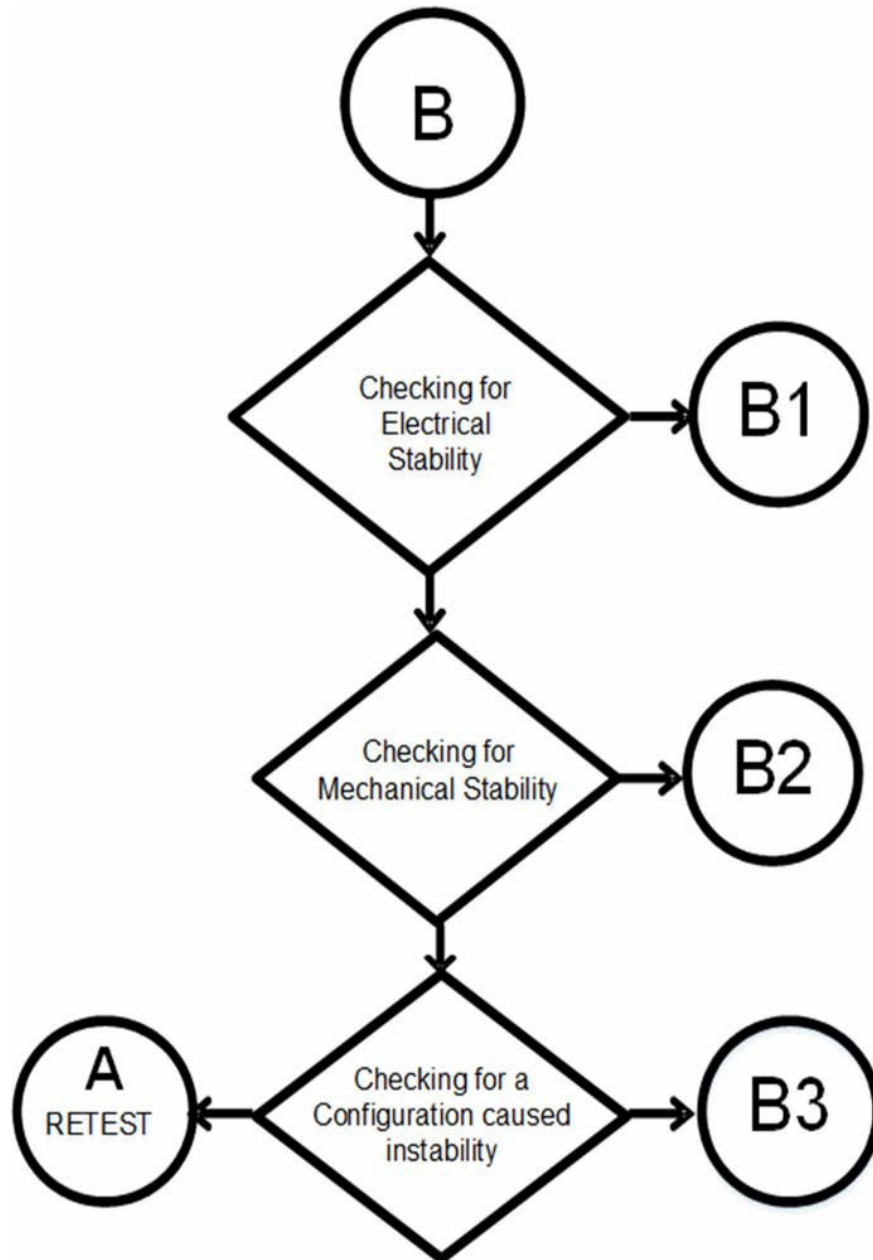 B
Checking for
Electrical
Stability
B1
Checking for
Mechanical Stability
B2
A
RETEST
Checking for a
Configuration caused
instability
B3